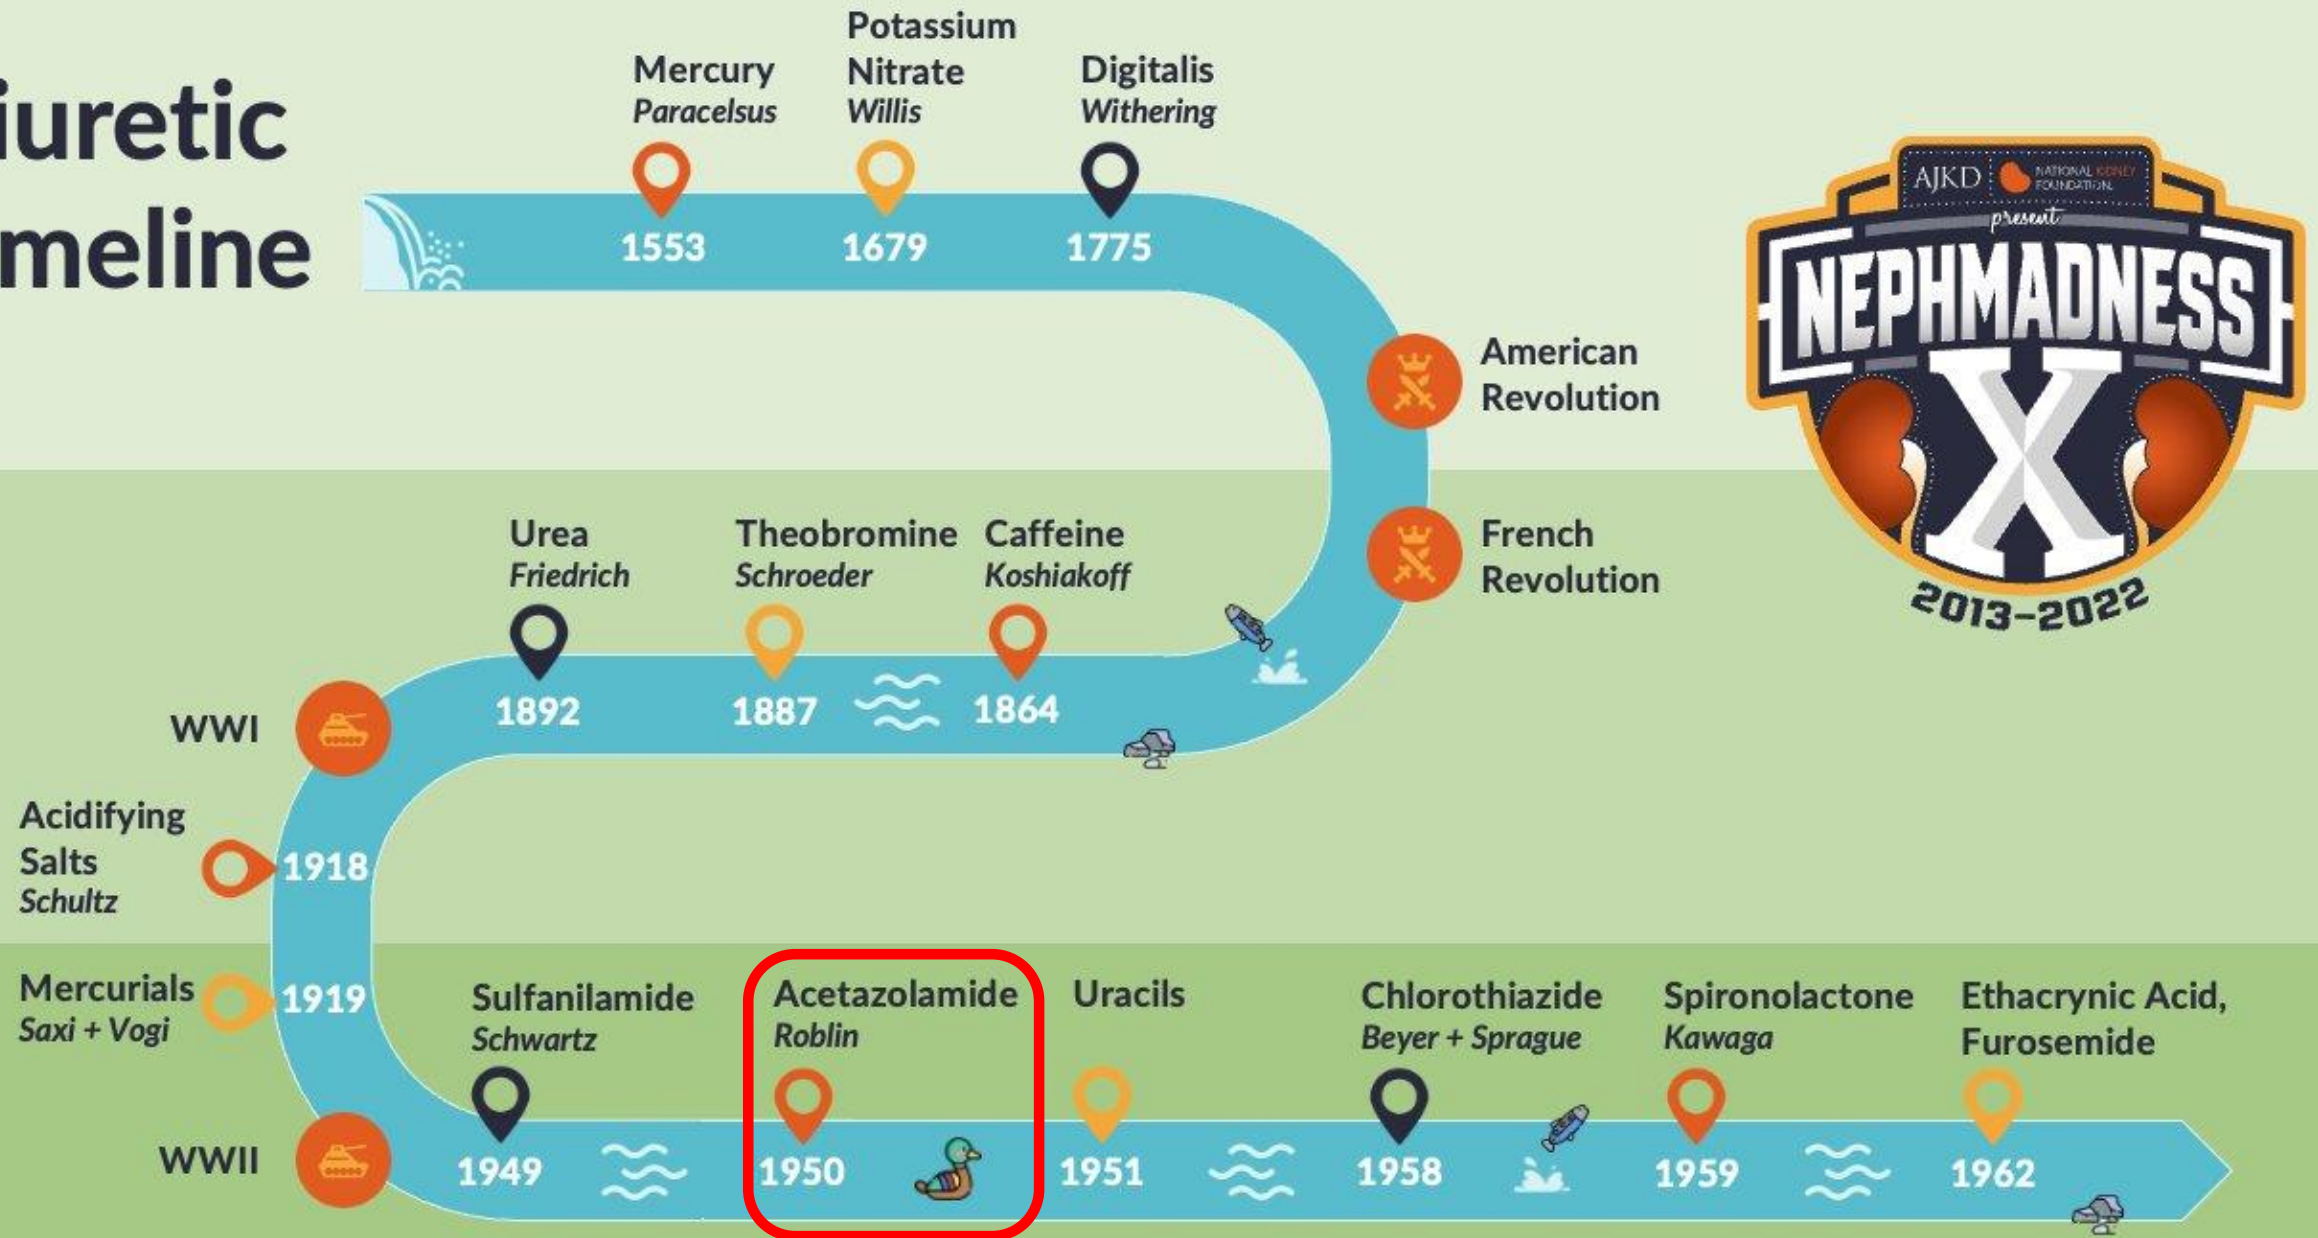 iuretic
meline
Mercury
Paracelsus
1553
Potassium
Nitrate
Willis
1679
Digitalis
Withering
1775
AJKD
NATIONAL KIDNEY
FOUNDATION
present
NEPHMADNESS
X
2013-2022
American
Revolution
French
Revolution
Urea
Friedrich
1892
Theobromine
Schroeder
1887
Caffeine
Koshiakoff
1864
WWI
Acidifying
Salts
Schultz
1918
Mercurials
Saxi + Vogi
1919
WWII
Sulfanilamide
Schwartz
1949
Acetazolamide
Roblin
1950
Uracils
1951
Chlorothiazide
Beyer + Sprague
1958
Spironolactone
Kawaga
1959
Ethacrynic Acid,
Furosemide
1962